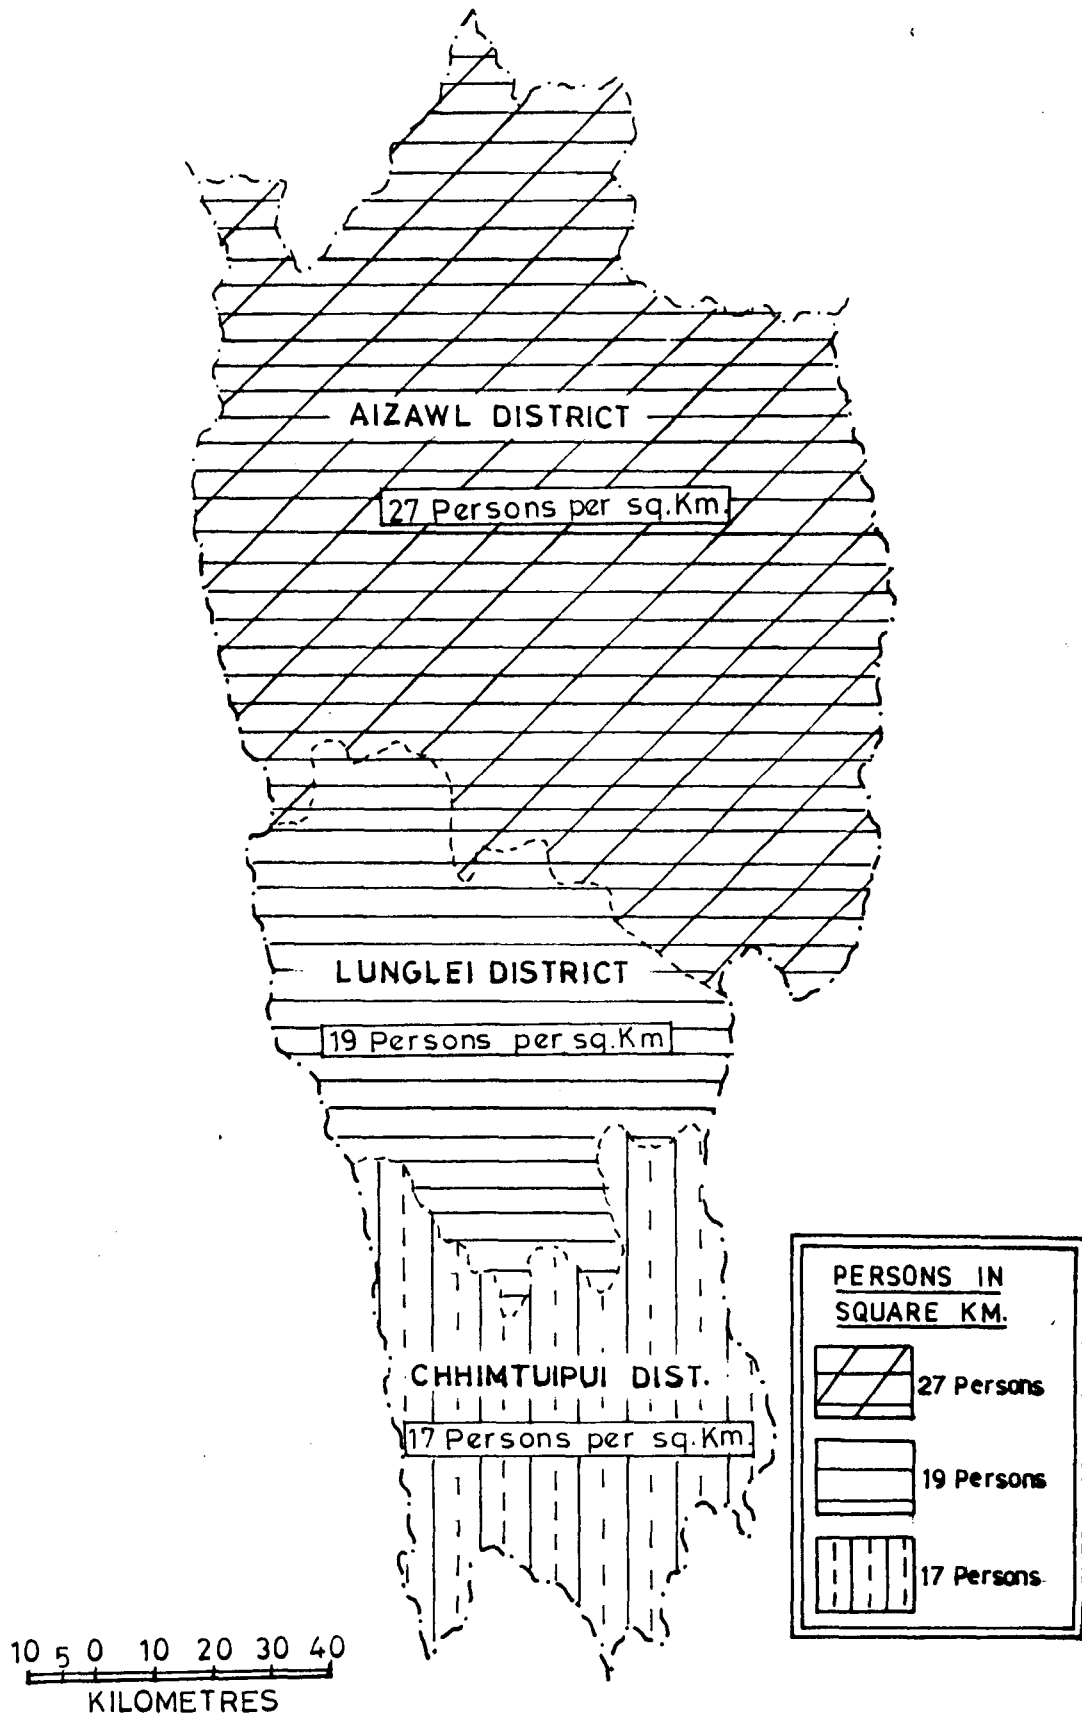 AIZAWL DISTRICT
27 Persons per sq.Km.
LUNGLEI DISTRICT
19 Persons per sq.Km
CHHIMTUIPUI DIST.
17 Persons per sq.Km.
PERSONS IN
SQUARE KM.
27 Persons
19 Persons
17 Persons
10 5 0 10 20 30 40
KILOMETRES